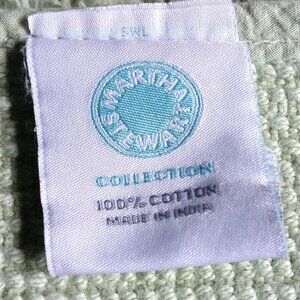 MARTHA
STEWART
COLLECTION
100% COTTON
MADE IN INDIA